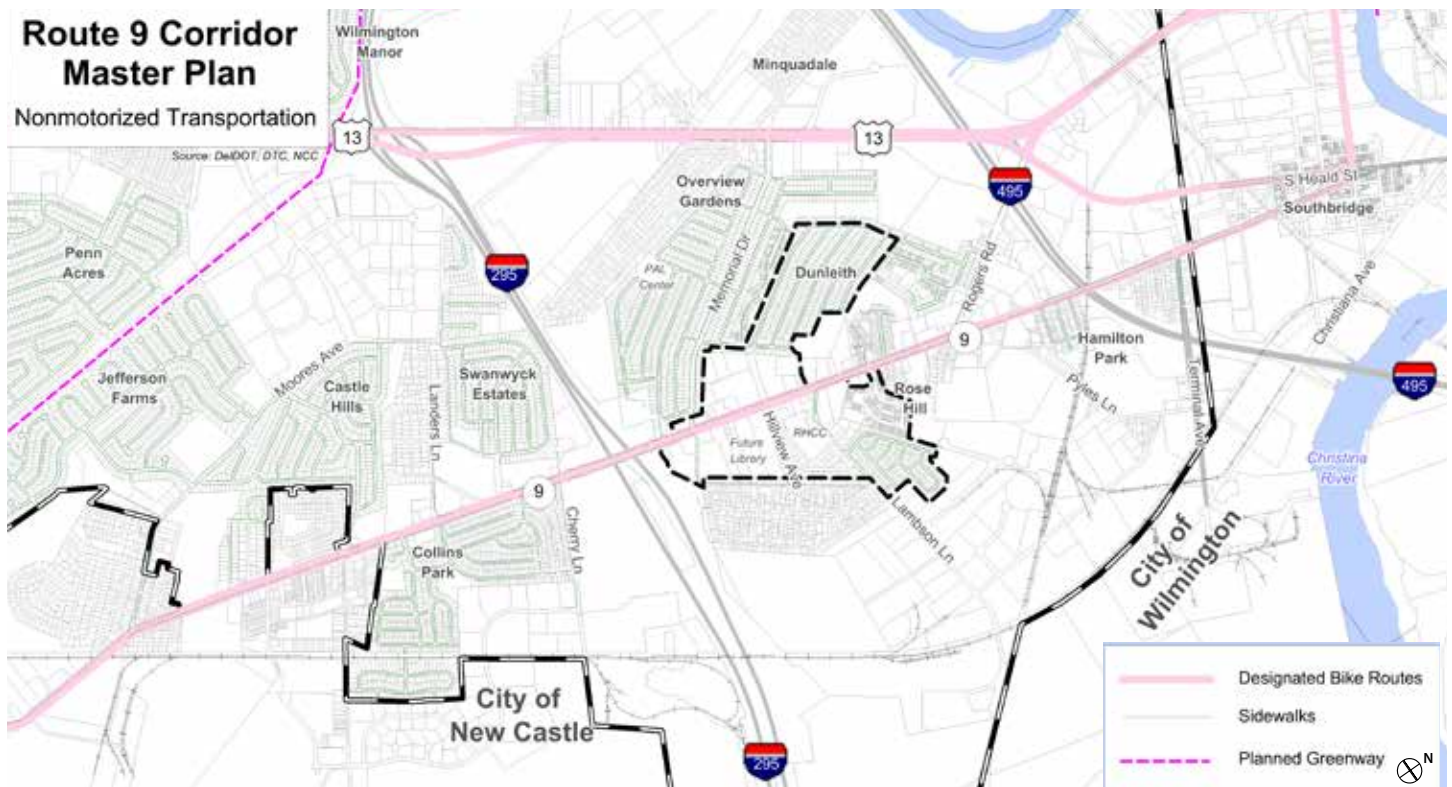 Route 9 Corridor
Master Plan
Nonmotorized Transportation
Source: DelDOT, DTC, NCC
Wilmington
Manor
Minquadale
13
13
495
S Heald St
Southbridge
Overview
Gardens
Penn
Acres
295
PAL
Center
Memorial Dr
Dunleith
Rogers Rd
Christiana Ave
9
Hamilton
Park
Moores Ave
Jefferson
Farms
Castle
Hills
Landers Ln
Swanwyck
Estates
Rose
Hill
Pyles Ln
Terminal Ave
495
Hillview Ave
RHCC
Future
Library
Christina
River
9
Lambson Ln
Cherry Ln
Collins
Park
City of
Wilmington
City of
New Castle
295
Designated Bike Routes
Sidewalks
Planned Greenway
N